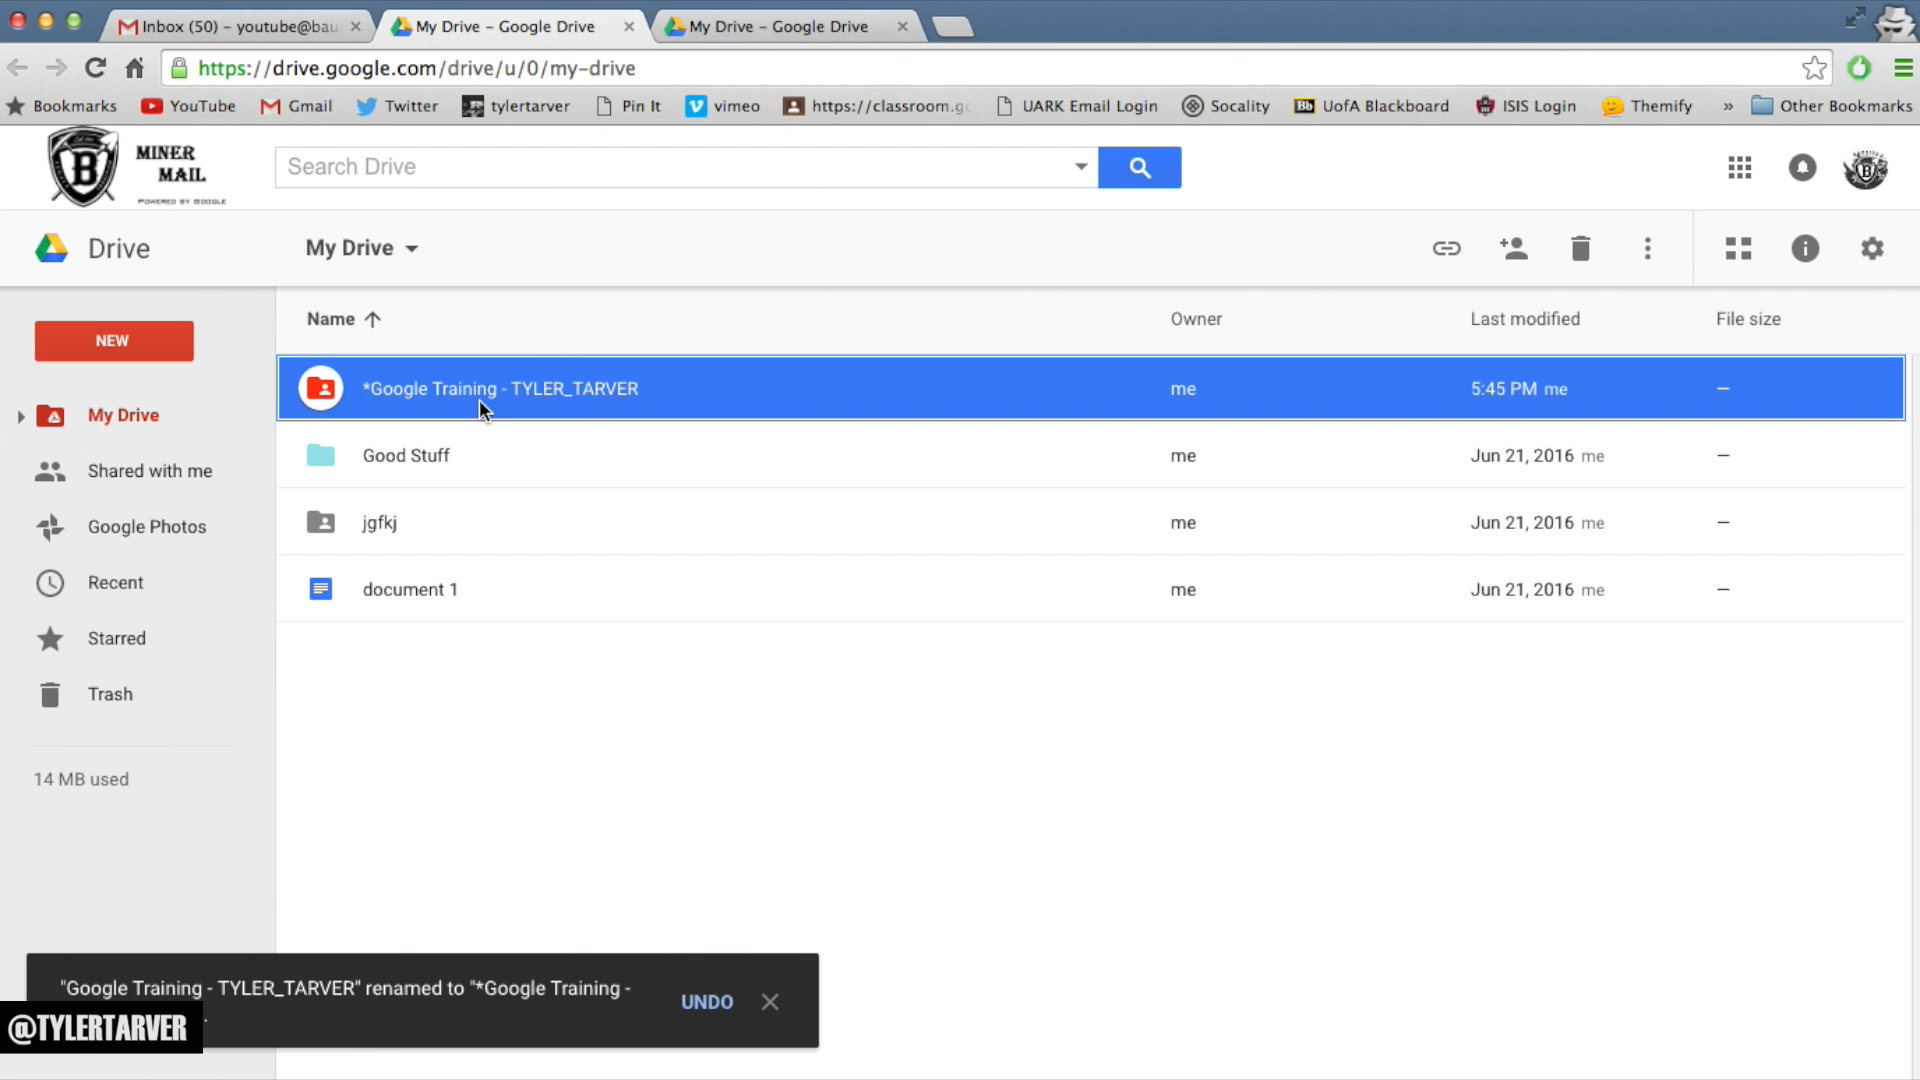 Inbox (50) – youtube@bau
My Drive – Google Drive
My Drive – Google Drive
https://drive.google.com/drive/u/0/my-drive
Bookmarks YouTube Gmail Twitter tylertarver Pin It vimeo https://classroom.gc UARK Email Login Socality Bb UofA Blackboard ISIS Login Themify » Other Bookmarks
B
MINER
MAIL
POWERED BY GOOGLE
Search Drive
Drive
My Drive
NEW
My Drive
Shared with me
Google Photos
Recent
Starred
Trash
14 MB used
Name Owner Last modified File size
*Google Training - TYLER_TARVER me 5:45 PM me —
Good Stuff me Jun 21, 2016 me —
jgfkj me Jun 21, 2016 me —
document 1 me Jun 21, 2016 me —
"Google Training - TYLER_TARVER" renamed to "*Google Training -
.
UNDO
@TYLERTARVER